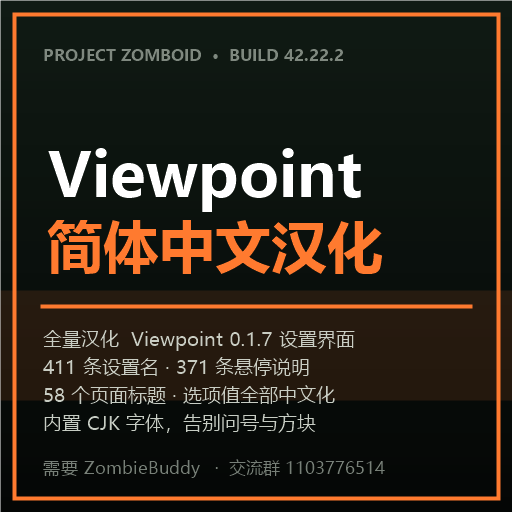 PROJECT ZOMBOID • BUILD 42.22.2
Viewpoint
简体中文汉化
全量汉化 Viewpoint 0.1.7 设置界面
411 条设置名 · 371 条悬停说明
58 个页面标题 · 选项值全部中文化
内置 CJK 字体，告别问号与方块
需要 ZombieBuddy · 交流群 1103776514